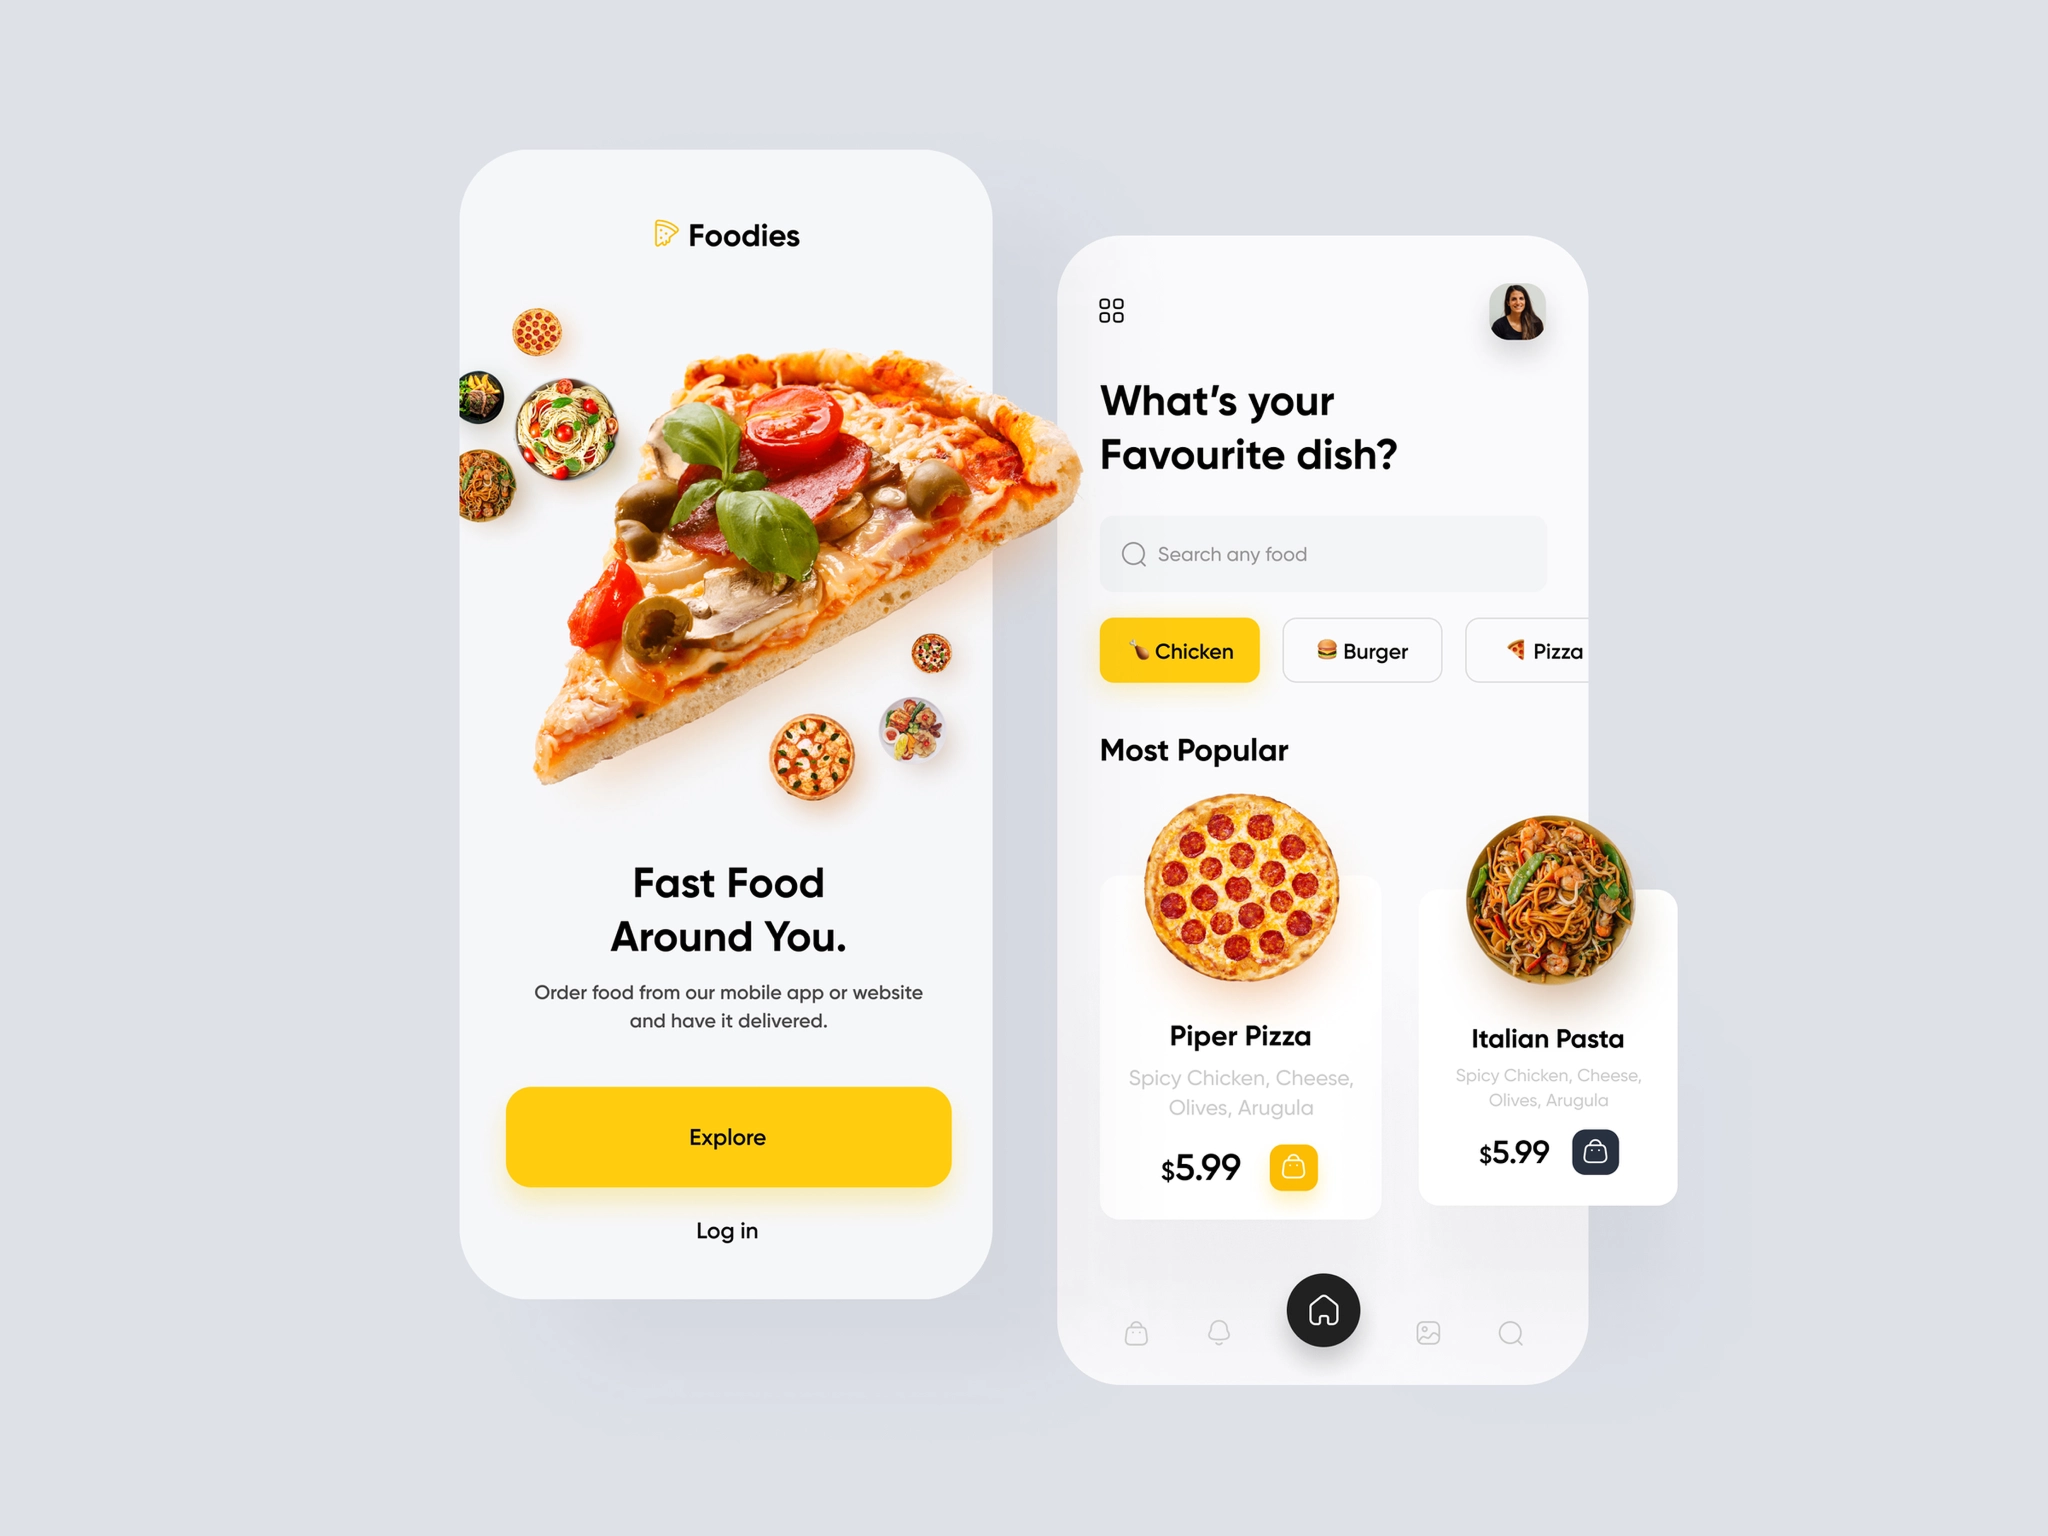 Foodies
Fast Food
Around You.
Order food from our mobile app or website
and have it delivered.
Explore
Log in
What's your
Favourite dish?
Search any food
Chicken
Burger
Pizza
Most Popular
Piper Pizza
Spicy Chicken, Cheese,
Olives, Arugula
$5.99
Italian Pasta
Spicy Chicken, Cheese,
Olives, Arugula
$5.99